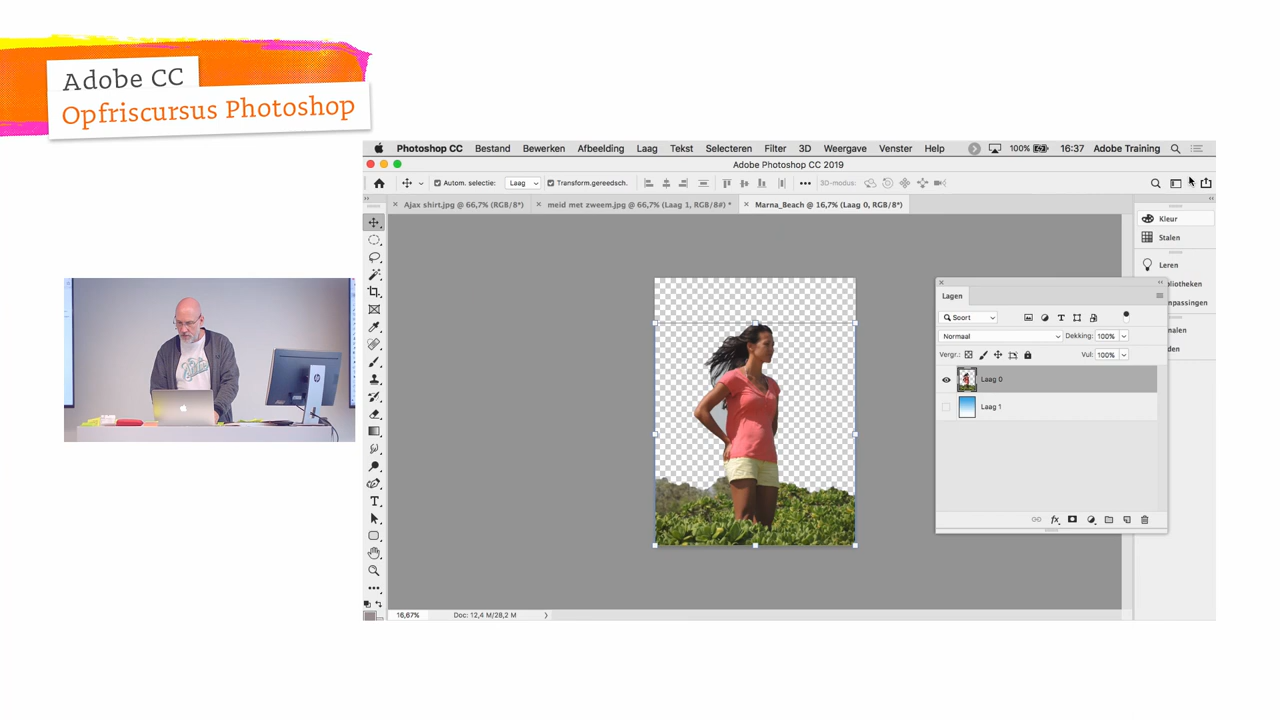 Adobe CC
Opfriscursus Photoshop
Photoshop CC Bestand Bewerken Afbeelding Laag Tekst Selecteren Filter 3D Weergave Venster Help 100% 16:37 Adobe Training
Adobe Photoshop CC 2019
Autom. selectie: Laag Transform.gereedsch. 3D-modus:
Ajax shirt.jpg @ 66,7% (RGB/8*) meid met zweem.jpg @ 66,7% (Laag 1, RGB/8#) * Marna_Beach @ 16,7% (Laag 0, RGB/8*)
Kleur
Stalen
Leren
bliotheken
npassingen
nalen
den
Lagen
Soort
Normaal Dekking: 100%
Vergr.: Vul: 100%
Laag 0
Laag 1
16,67% Doc: 12,4 M/28,2 M